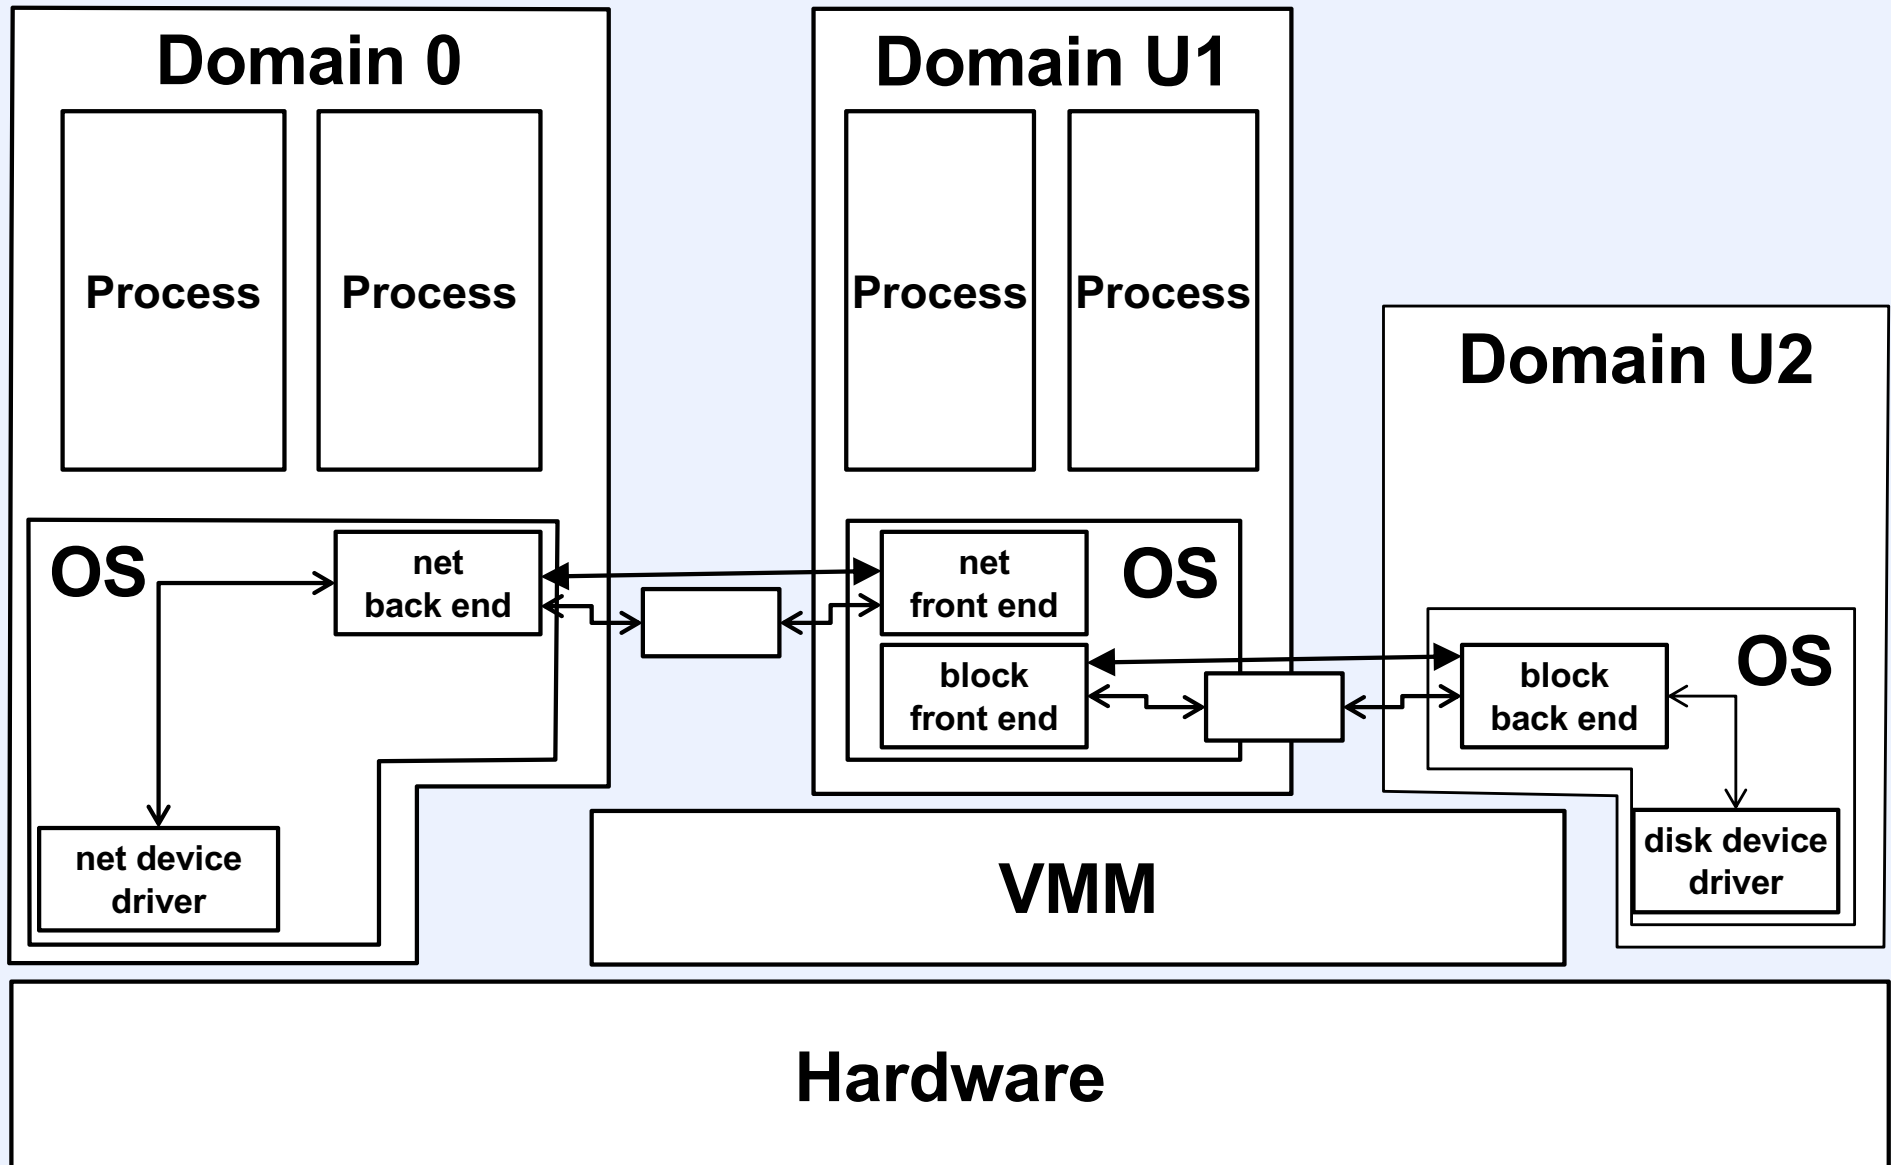 Domain 0
Process
Process
OS
net
back end
net device
driver
Domain U1
Process
Process
net
front end
OS
block
front end
Domain U2
OS
block
back end
disk device
driver
VMM
Hardware